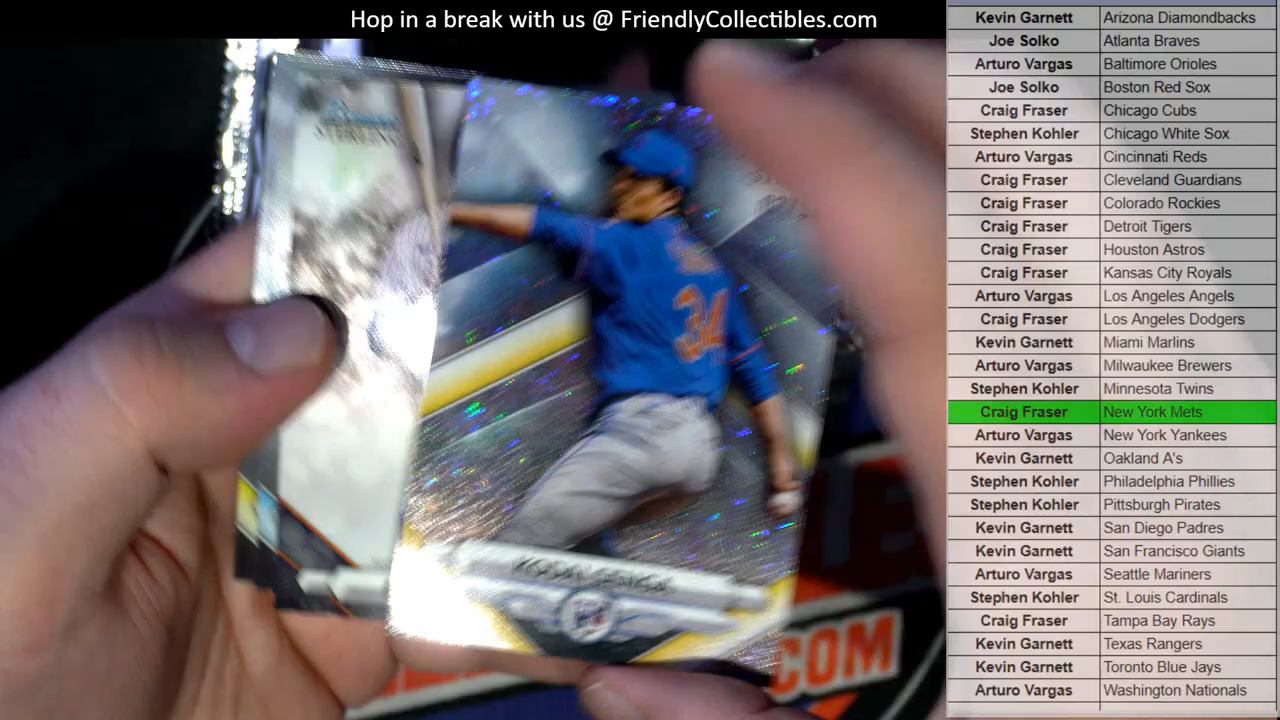 Hop in a break with us @ FriendlyCollectibles.com
Kevin Garnett Arizona Diamondbacks
Joe Solko Atlanta Braves
Arturo Vargas Baltimore Orioles
Joe Solko Boston Red Sox
Craig Fraser Chicago Cubs
Stephen Kohler Chicago White Sox
Arturo Vargas Cincinnati Reds
Craig Fraser Cleveland Guardians
Craig Fraser Colorado Rockies
Craig Fraser Detroit Tigers
Craig Fraser Houston Astros
Craig Fraser Kansas City Royals
Arturo Vargas Los Angeles Angels
Craig Fraser Los Angeles Dodgers
Kevin Garnett Miami Marlins
Arturo Vargas Milwaukee Brewers
Stephen Kohler Minnesota Twins
Craig Fraser New York Mets
Arturo Vargas New York Yankees
Kevin Garnett Oakland A's
Stephen Kohler Philadelphia Phillies
Stephen Kohler Pittsburgh Pirates
Kevin Garnett San Diego Padres
Kevin Garnett San Francisco Giants
Arturo Vargas Seattle Mariners
Stephen Kohler St. Louis Cardinals
Craig Fraser Tampa Bay Rays
Kevin Garnett Texas Rangers
Kevin Garnett Toronto Blue Jays
Arturo Vargas Washington Nationals
34
KODAI SENGA
COM